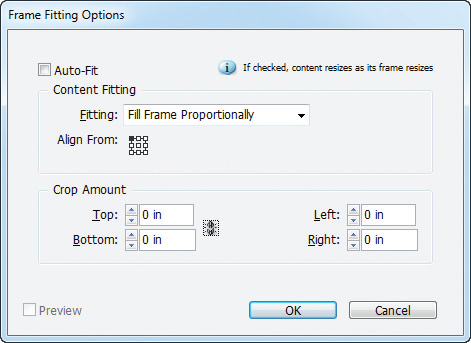 Frame Fitting Options
Auto-Fit
If checked, content resizes as its frame resizes
Content Fitting
Fitting: Fill Frame Proportionally
Align From:
Crop Amount
Top: 0 in Left: 0 in
Bottom: 0 in Right: 0 in
Preview OK Cancel